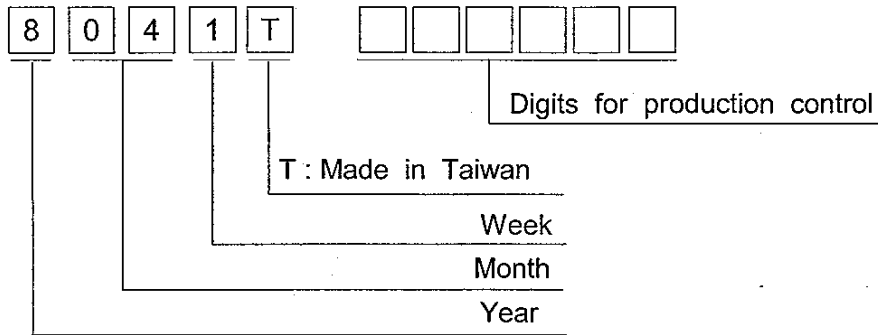 8 0 4 1 T
Digits for production control
T : Made in Taiwan
Week
Month
Year